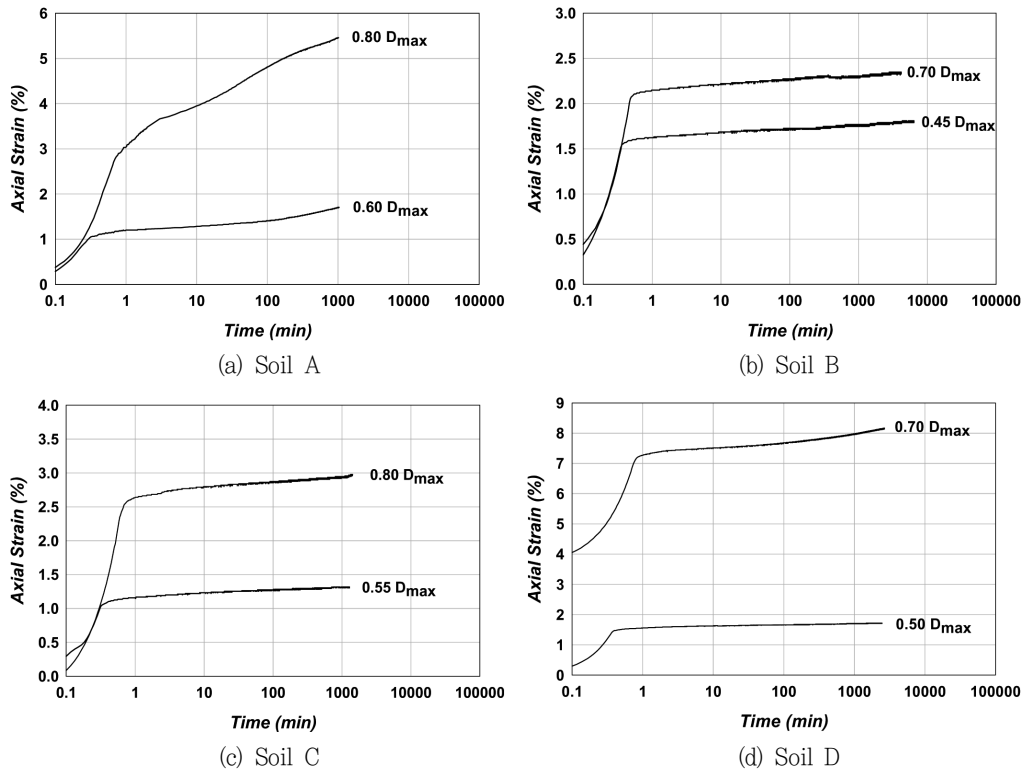 6
5
4
3
2
1
0
Axial Strain (%)
0.80 Dmax
0.60 Dmax
0.1 1 10 100 1000 10000 100000
Time (min)
(a) Soil A
3.0
2.5
2.0
1.5
1.0
0.5
0.0
Axial Strain (%)
0.70 Dmax
0.45 Dmax
0.1 1 10 100 1000 10000 100000
Time (min)
(b) Soil B
4.0
3.5
3.0
2.5
2.0
1.5
1.0
0.5
0.0
Axial Strain (%)
0.80 Dmax
0.55 Dmax
0.1 1 10 100 1000 10000 100000
Time (min)
(c) Soil C
9
8
7
6
5
4
3
2
1
0
Axial Strain (%)
0.70 Dmax
0.50 Dmax
0.1 1 10 100 1000 10000 100000
Time (min)
(d) Soil D